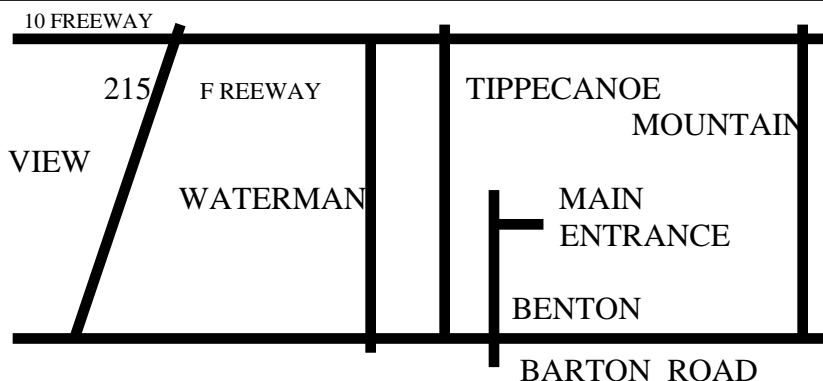 10 FREEWAY
215 F REEWAY
TIPPECANOE
MOUNTAIN
VIEW
WATERMAN
MAIN
ENTRANCE
BENTON
BARTON ROAD